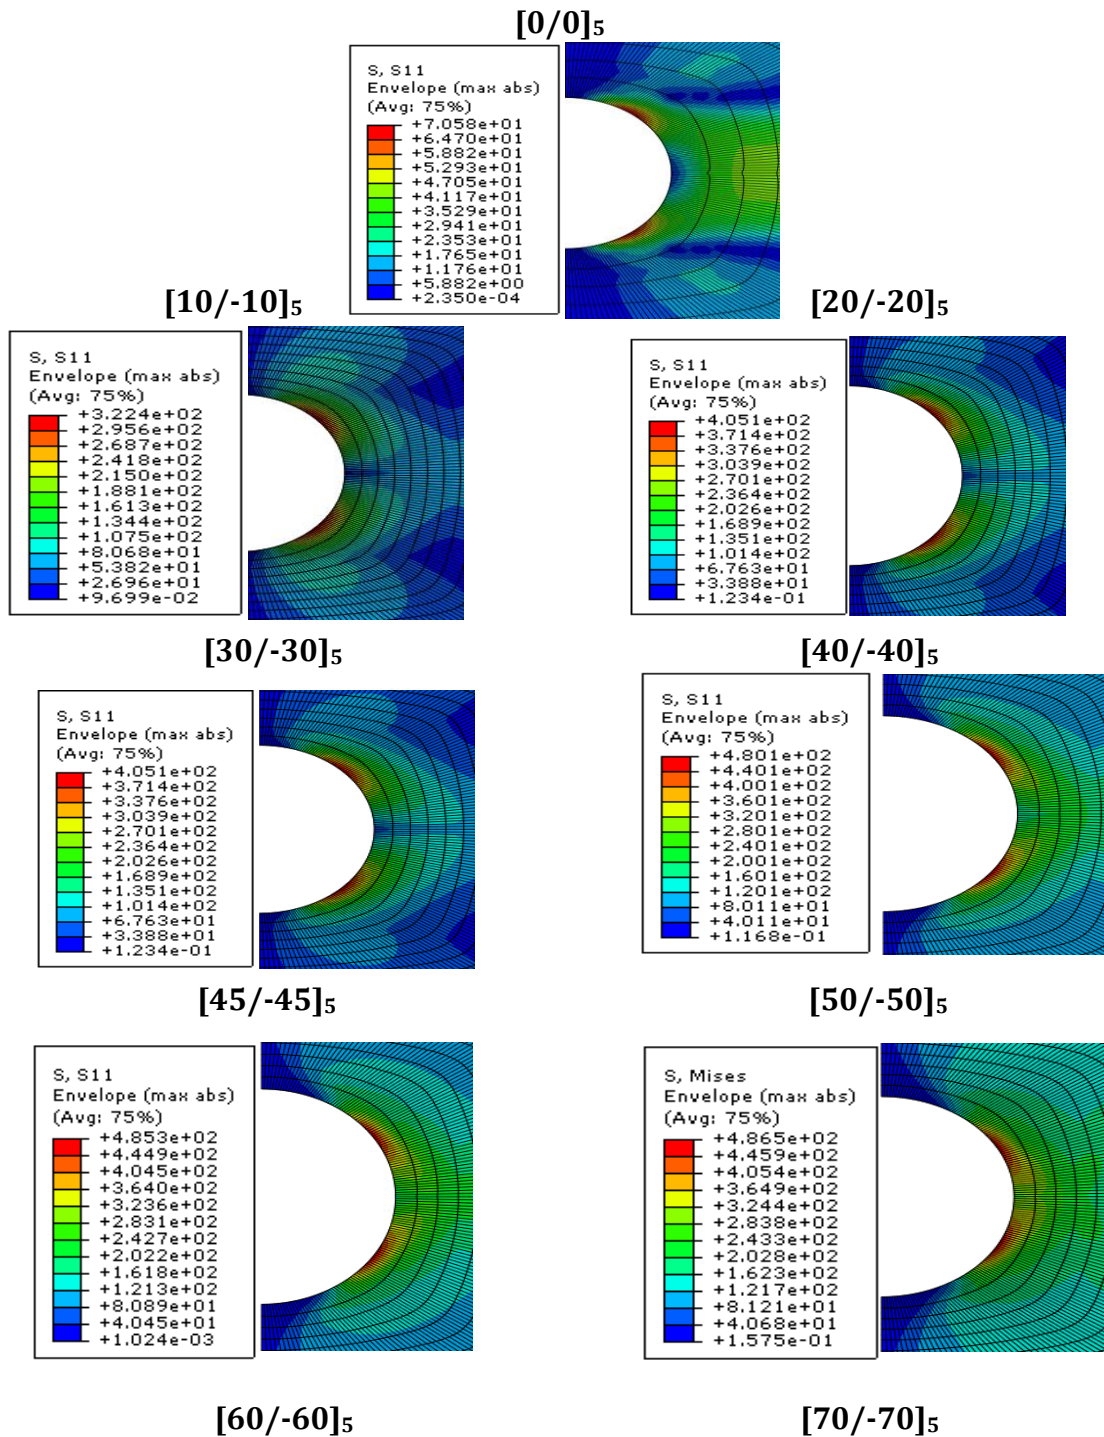 [0/0]₅
S, S11
Envelope (max abs)
(Avg: 75%)
+7.058e+01
+6.470e+01
+5.882e+01
+5.293e+01
+4.705e+01
+4.117e+01
+3.529e+01
+2.941e+01
+2.353e+01
+1.765e+01
+1.176e+01
+5.882e+00
+2.350e-04
[10/-10]₅
[20/-20]₅
S, S11
Envelope (max abs)
(Avg: 75%)
+3.224e+02
+2.956e+02
+2.687e+02
+2.418e+02
+2.150e+02
+1.881e+02
+1.613e+02
+1.344e+02
+1.075e+02
+8.068e+01
+5.382e+01
+2.696e+01
+9.699e-02
S, S11
Envelope (max abs)
(Avg: 75%)
+4.051e+02
+3.714e+02
+3.376e+02
+3.039e+02
+2.701e+02
+2.364e+02
+2.026e+02
+1.689e+02
+1.351e+02
+1.014e+02
+6.763e+01
+3.388e+01
+1.234e-01
[30/-30]₅
[40/-40]₅
S, S11
Envelope (max abs)
(Avg: 75%)
+4.051e+02
+3.714e+02
+3.376e+02
+3.039e+02
+2.701e+02
+2.364e+02
+2.026e+02
+1.689e+02
+1.351e+02
+1.014e+02
+6.763e+01
+3.388e+01
+1.234e-01
S, S11
Envelope (max abs)
(Avg: 75%)
+4.801e+02
+4.401e+02
+4.001e+02
+3.601e+02
+3.201e+02
+2.801e+02
+2.401e+02
+2.001e+02
+1.601e+02
+1.201e+02
+8.011e+01
+4.011e+01
+1.168e-01
[45/-45]₅
[50/-50]₅
S, S11
Envelope (max abs)
(Avg: 75%)
+4.853e+02
+4.449e+02
+4.045e+02
+3.640e+02
+3.236e+02
+2.831e+02
+2.427e+02
+2.022e+02
+1.618e+02
+1.213e+02
+8.089e+01
+4.045e+01
+1.024e-03
S, Mises
Envelope (max abs)
(Avg: 75%)
+4.865e+02
+4.459e+02
+4.054e+02
+3.649e+02
+3.244e+02
+2.838e+02
+2.433e+02
+2.028e+02
+1.623e+02
+1.217e+02
+8.121e+01
+4.068e+01
+1.575e-01
[60/-60]₅
[70/-70]₅